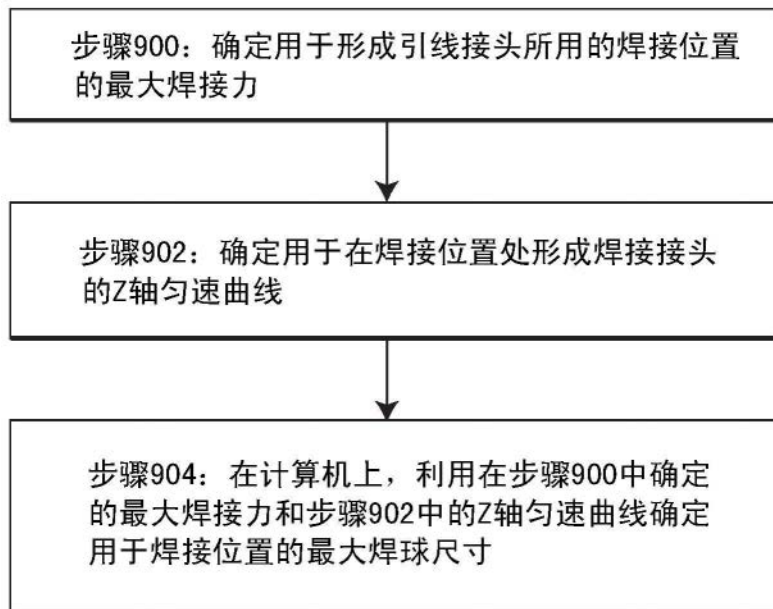 步骤900：确定用于形成引线接头所用的焊接位置
的最大焊接力
步骤902：确定用于在焊接位置处形成焊接接头
的Z轴匀速曲线
步骤904：在计算机上，利用在步骤900中确定
的最大焊接力和步骤902中的Z轴匀速曲线确定
用于焊接位置的最大焊球尺寸